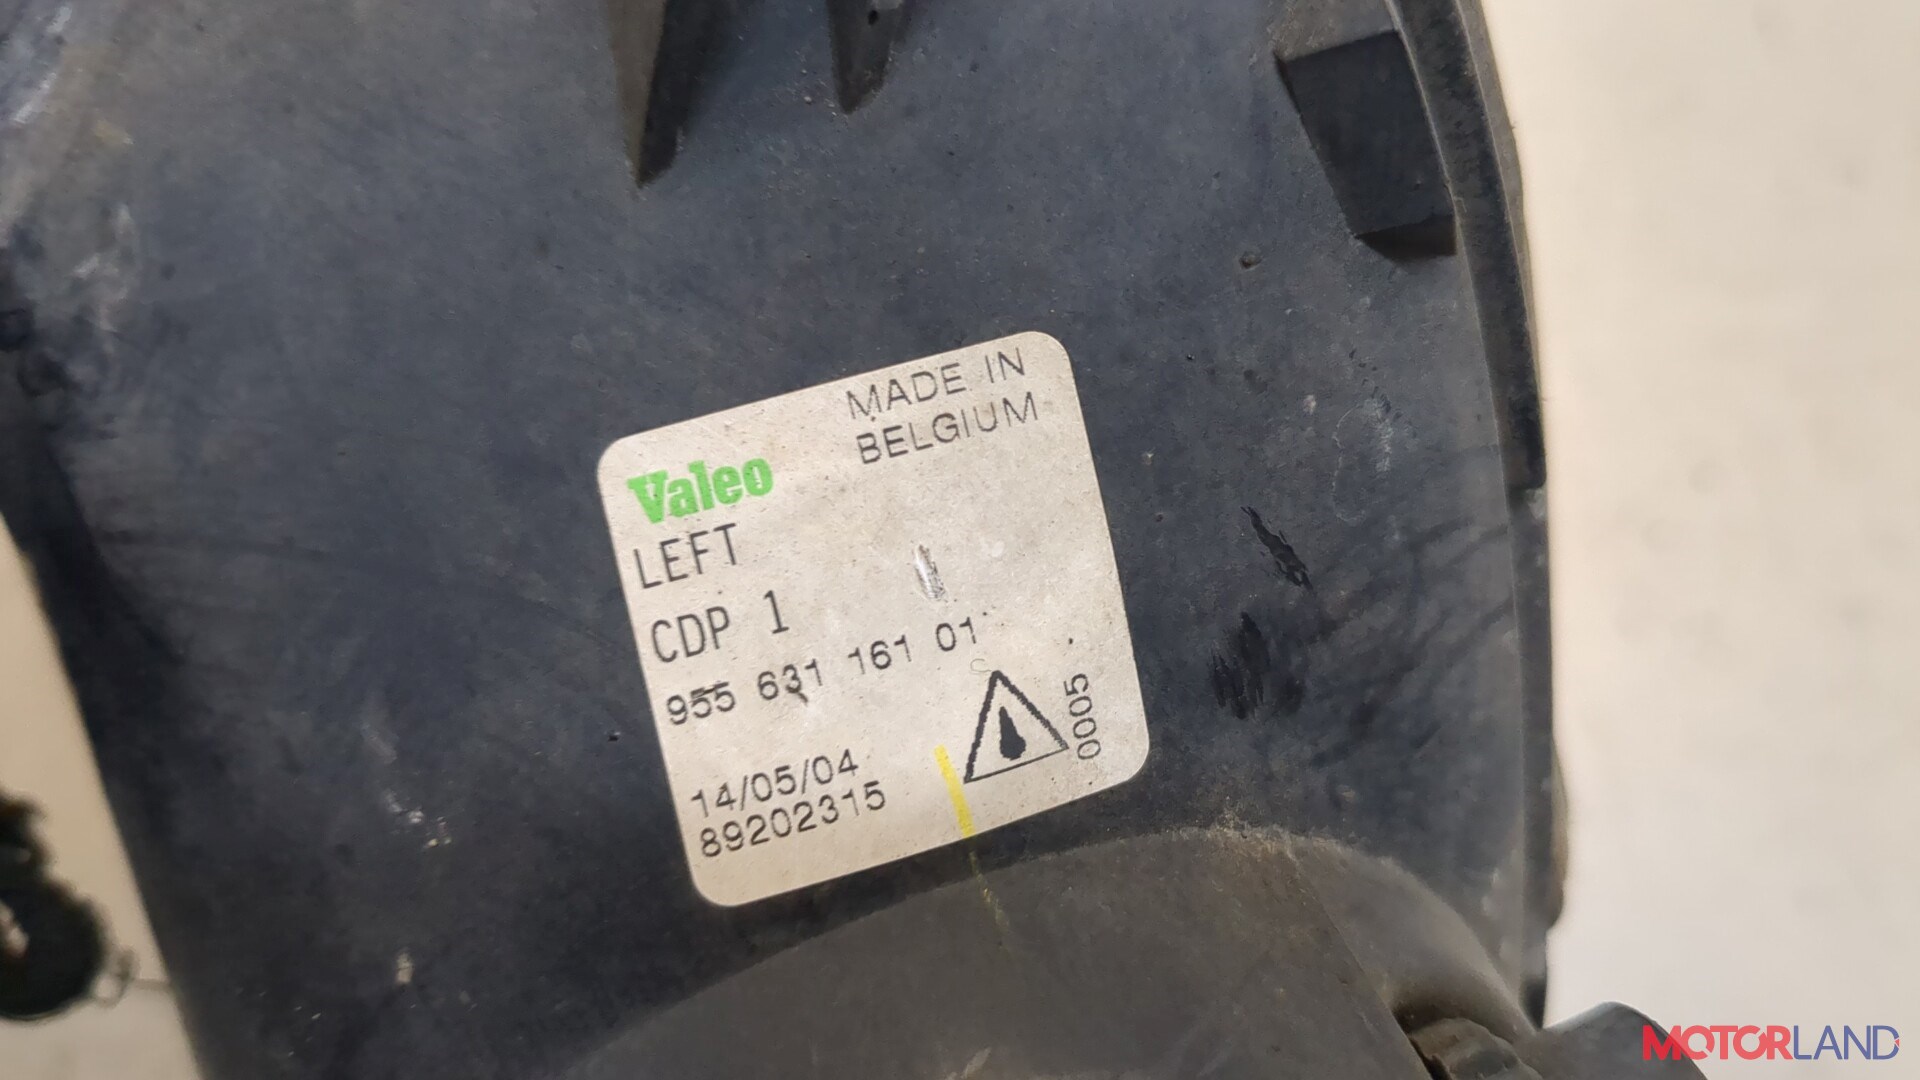 MADE IN
BELGIUM
Valeo
LEFT
CDP 1
955 631 161 01
0005
14/05/04
89202315
MOTORLAND